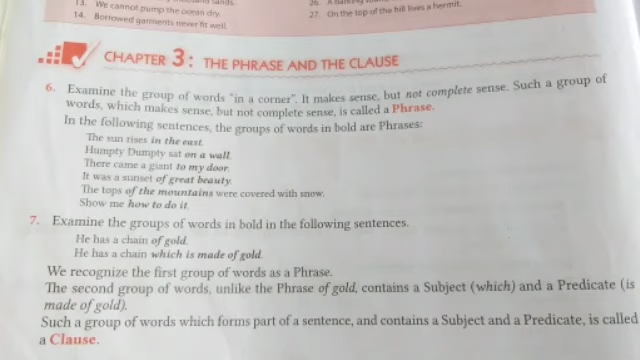 13. We cannot pump the ocean dry.
14. Borrowed garments never fit well.
sands.
26. A
27. On the top of the hill lives a hermit.
CHAPTER 3: THE PHRASE AND THE CLAUSE
6. Examine the group of words "in a corner". It makes sense, but not complete sense. Such a group of
words, which makes sense, but not complete sense, is called a Phrase.
In the following sentences, the groups of words in bold are Phrases:
The sun rises in the east.
Humpty Dumpty sat on a wall.
There came a giant to my door.
It was a sunset of great beauty.
The tops of the mountains were covered with snow.
Show me how to do it.
7. Examine the groups of words in bold in the following sentences.
He has a chain of gold.
He has a chain which is made of gold.
We recognize the first group of words as a Phrase.
The second group of words, unlike the Phrase of gold, contains a Subject (which) and a Predicate (is
made of gold).
Such a group of words which forms part of a sentence, and contains a Subject and a Predicate, is called
a Clause.